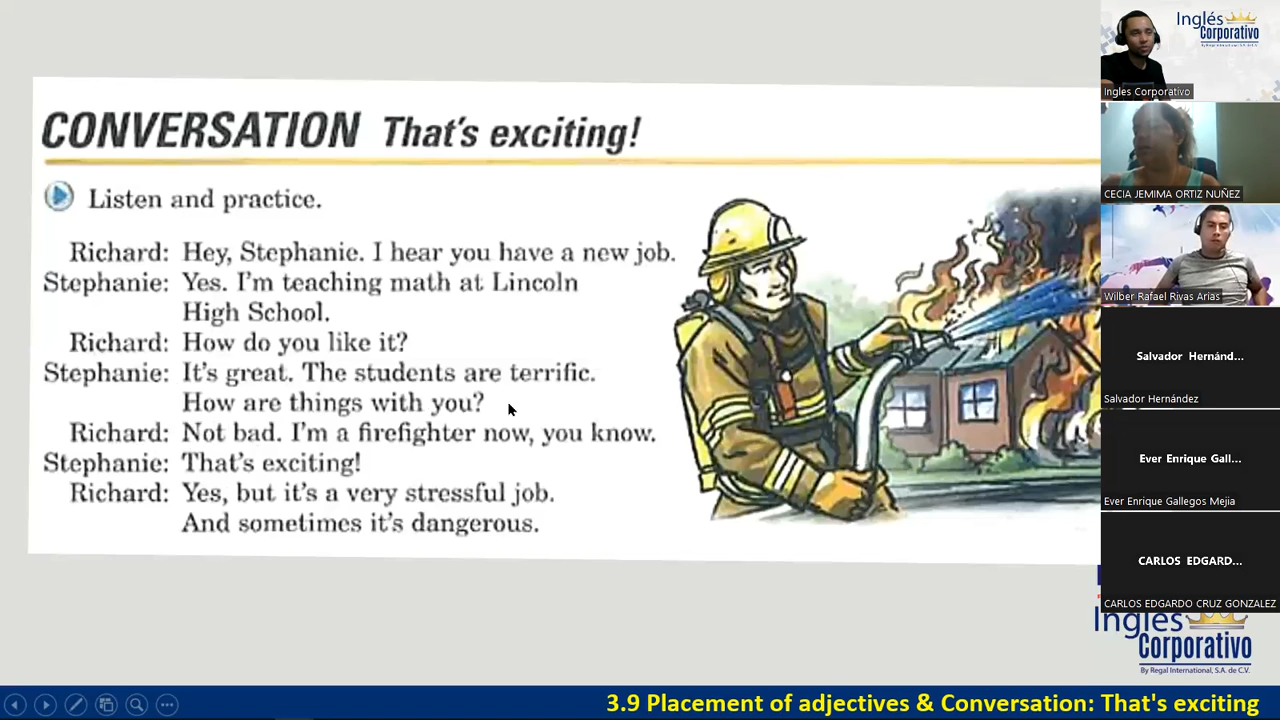 CONVERSATION That's exciting!
Listen and practice.
Richard: Hey, Stephanie. I hear you have a new job.
Stephanie: Yes. I'm teaching math at Lincoln
High School.
Richard: How do you like it?
Stephanie: It's great. The students are terrific.
How are things with you?
Richard: Not bad. I'm a firefighter now, you know.
Stephanie: That's exciting!
Richard: Yes, but it's a very stressful job.
And sometimes it's dangerous.
Inglés
Corporativo
Ingles Corporativo
CECIA JEMIMA ORTIZ NUÑEZ
Wilber Rafael Rivas Arias
Salvador Hernánd...
Salvador Hernández
Ever Enrique Gall...
Ever Enrique Gallegos Mejia
CARLOS EDGARD...
CARLOS EDGARDO CRUZ GONZALEZ
Inglés
Corporativo
By Regal International, S.A. de C.V.
3.9 Placement of adjectives & Conversation: That's exciting